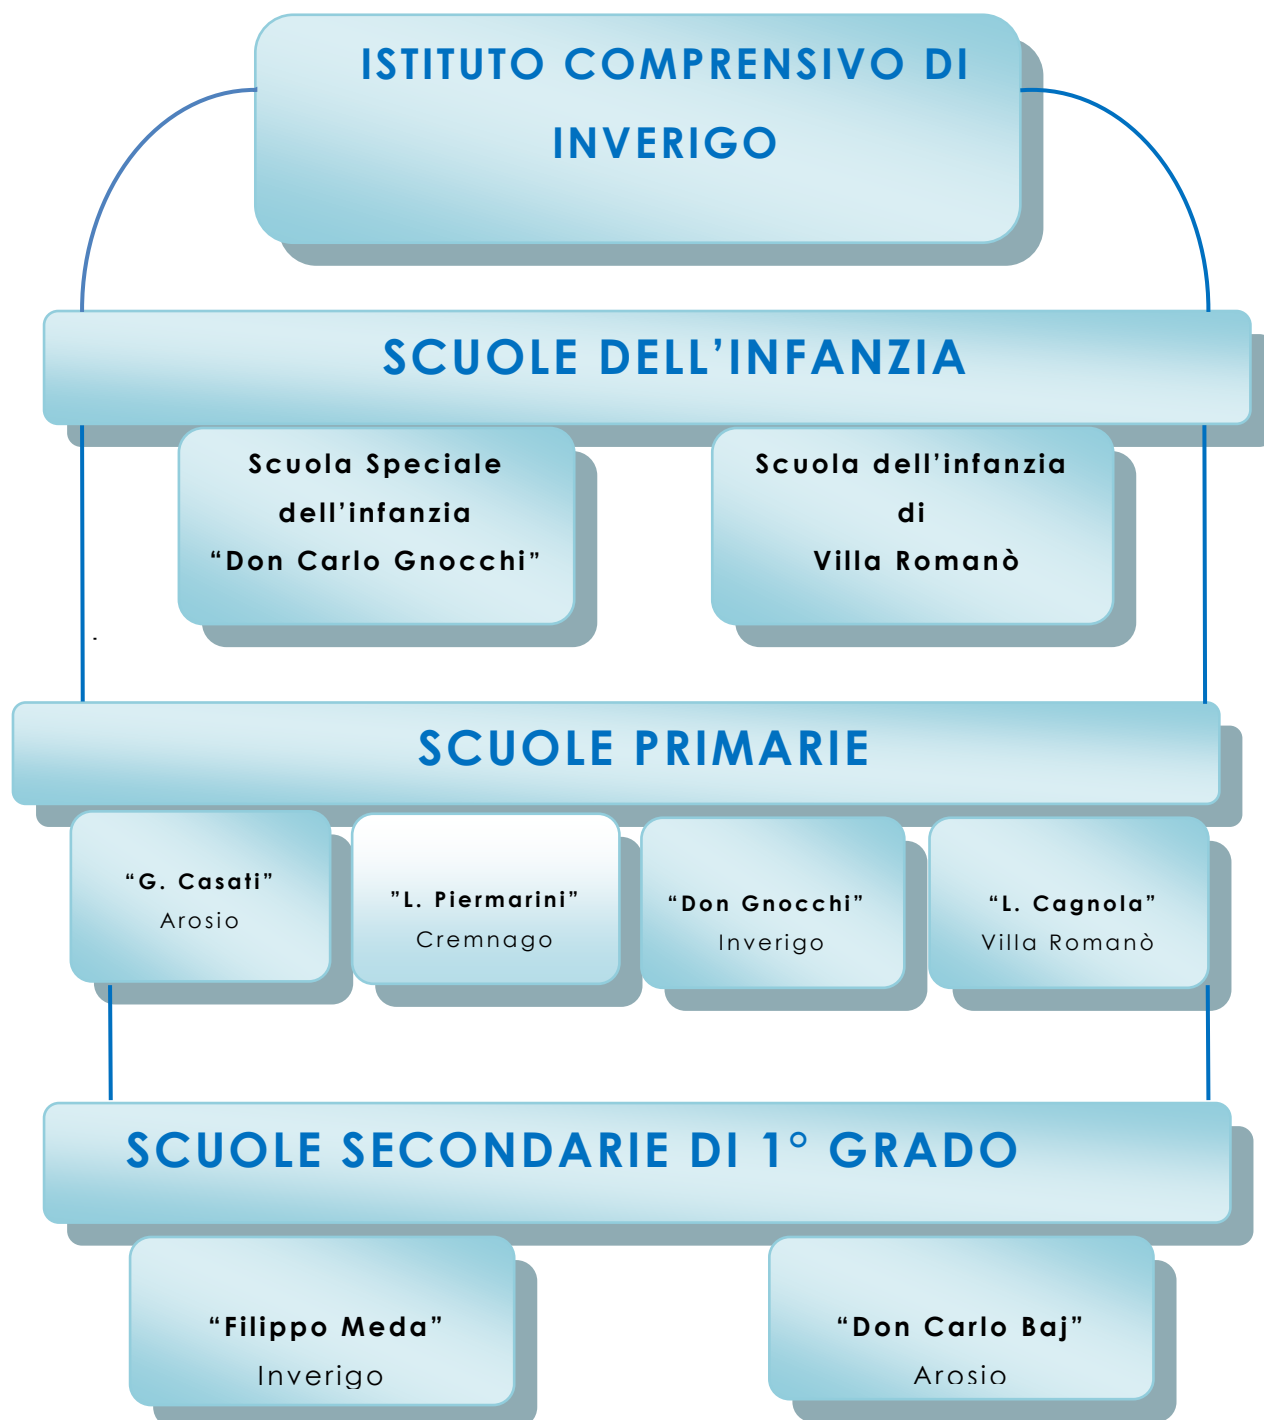 ISTITUTO COMPRENSIVO DI
INVERIGO
SCUOLE DELL’INFANZIA
Scuola Speciale
dell’infanzia
“Don Carlo Gnocchi”
Scuola dell’infanzia
di
Villa Romanò
.
SCUOLE PRIMARIE
“G. Casati”
Arosio
”L. Piermarini”
Cremnago
“Don Gnocchi”
Inverigo
“L. Cagnola”
Villa Romanò
SCUOLE SECONDARIE DI 1° GRADO
“Filippo Meda”
Inverigo
“Don Carlo Baj”
Arosio